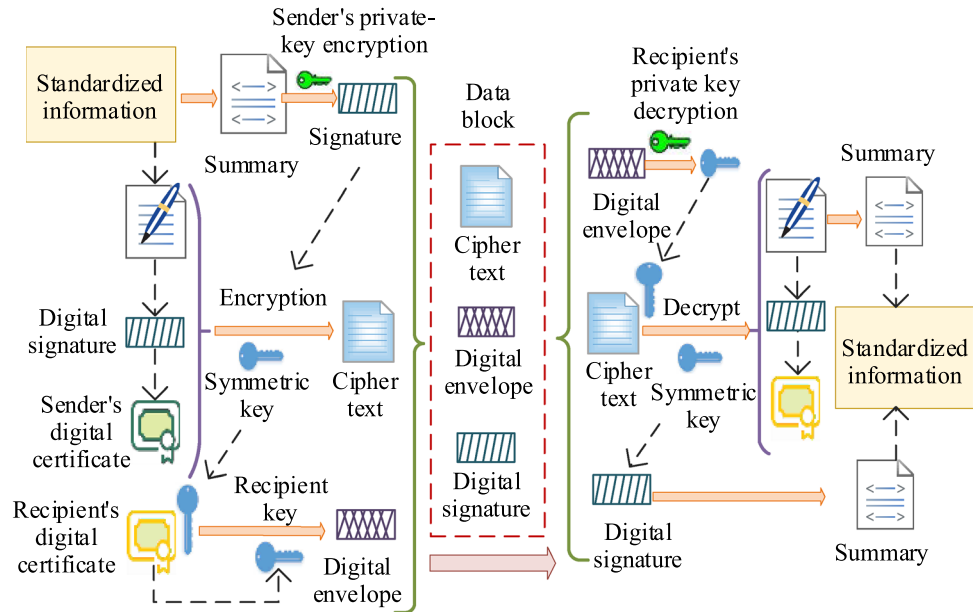 Standardized
information
Sender's private-
key encryption
Summary
Signature
Digital
signature
Encryption
Symmetric
key
Cipher
text
Sender's
digital
certificate
Recipient's
digital
certificate
Recipient
key
Digital
envelope
Data
block
Cipher
text
Digital
envelope
Digital
signature
Recipient's
private key
decryption
Digital
envelope
Summary
Cipher
text
Decrypt
Symmetric
key
Standardized
information
Digital
signature
Summary